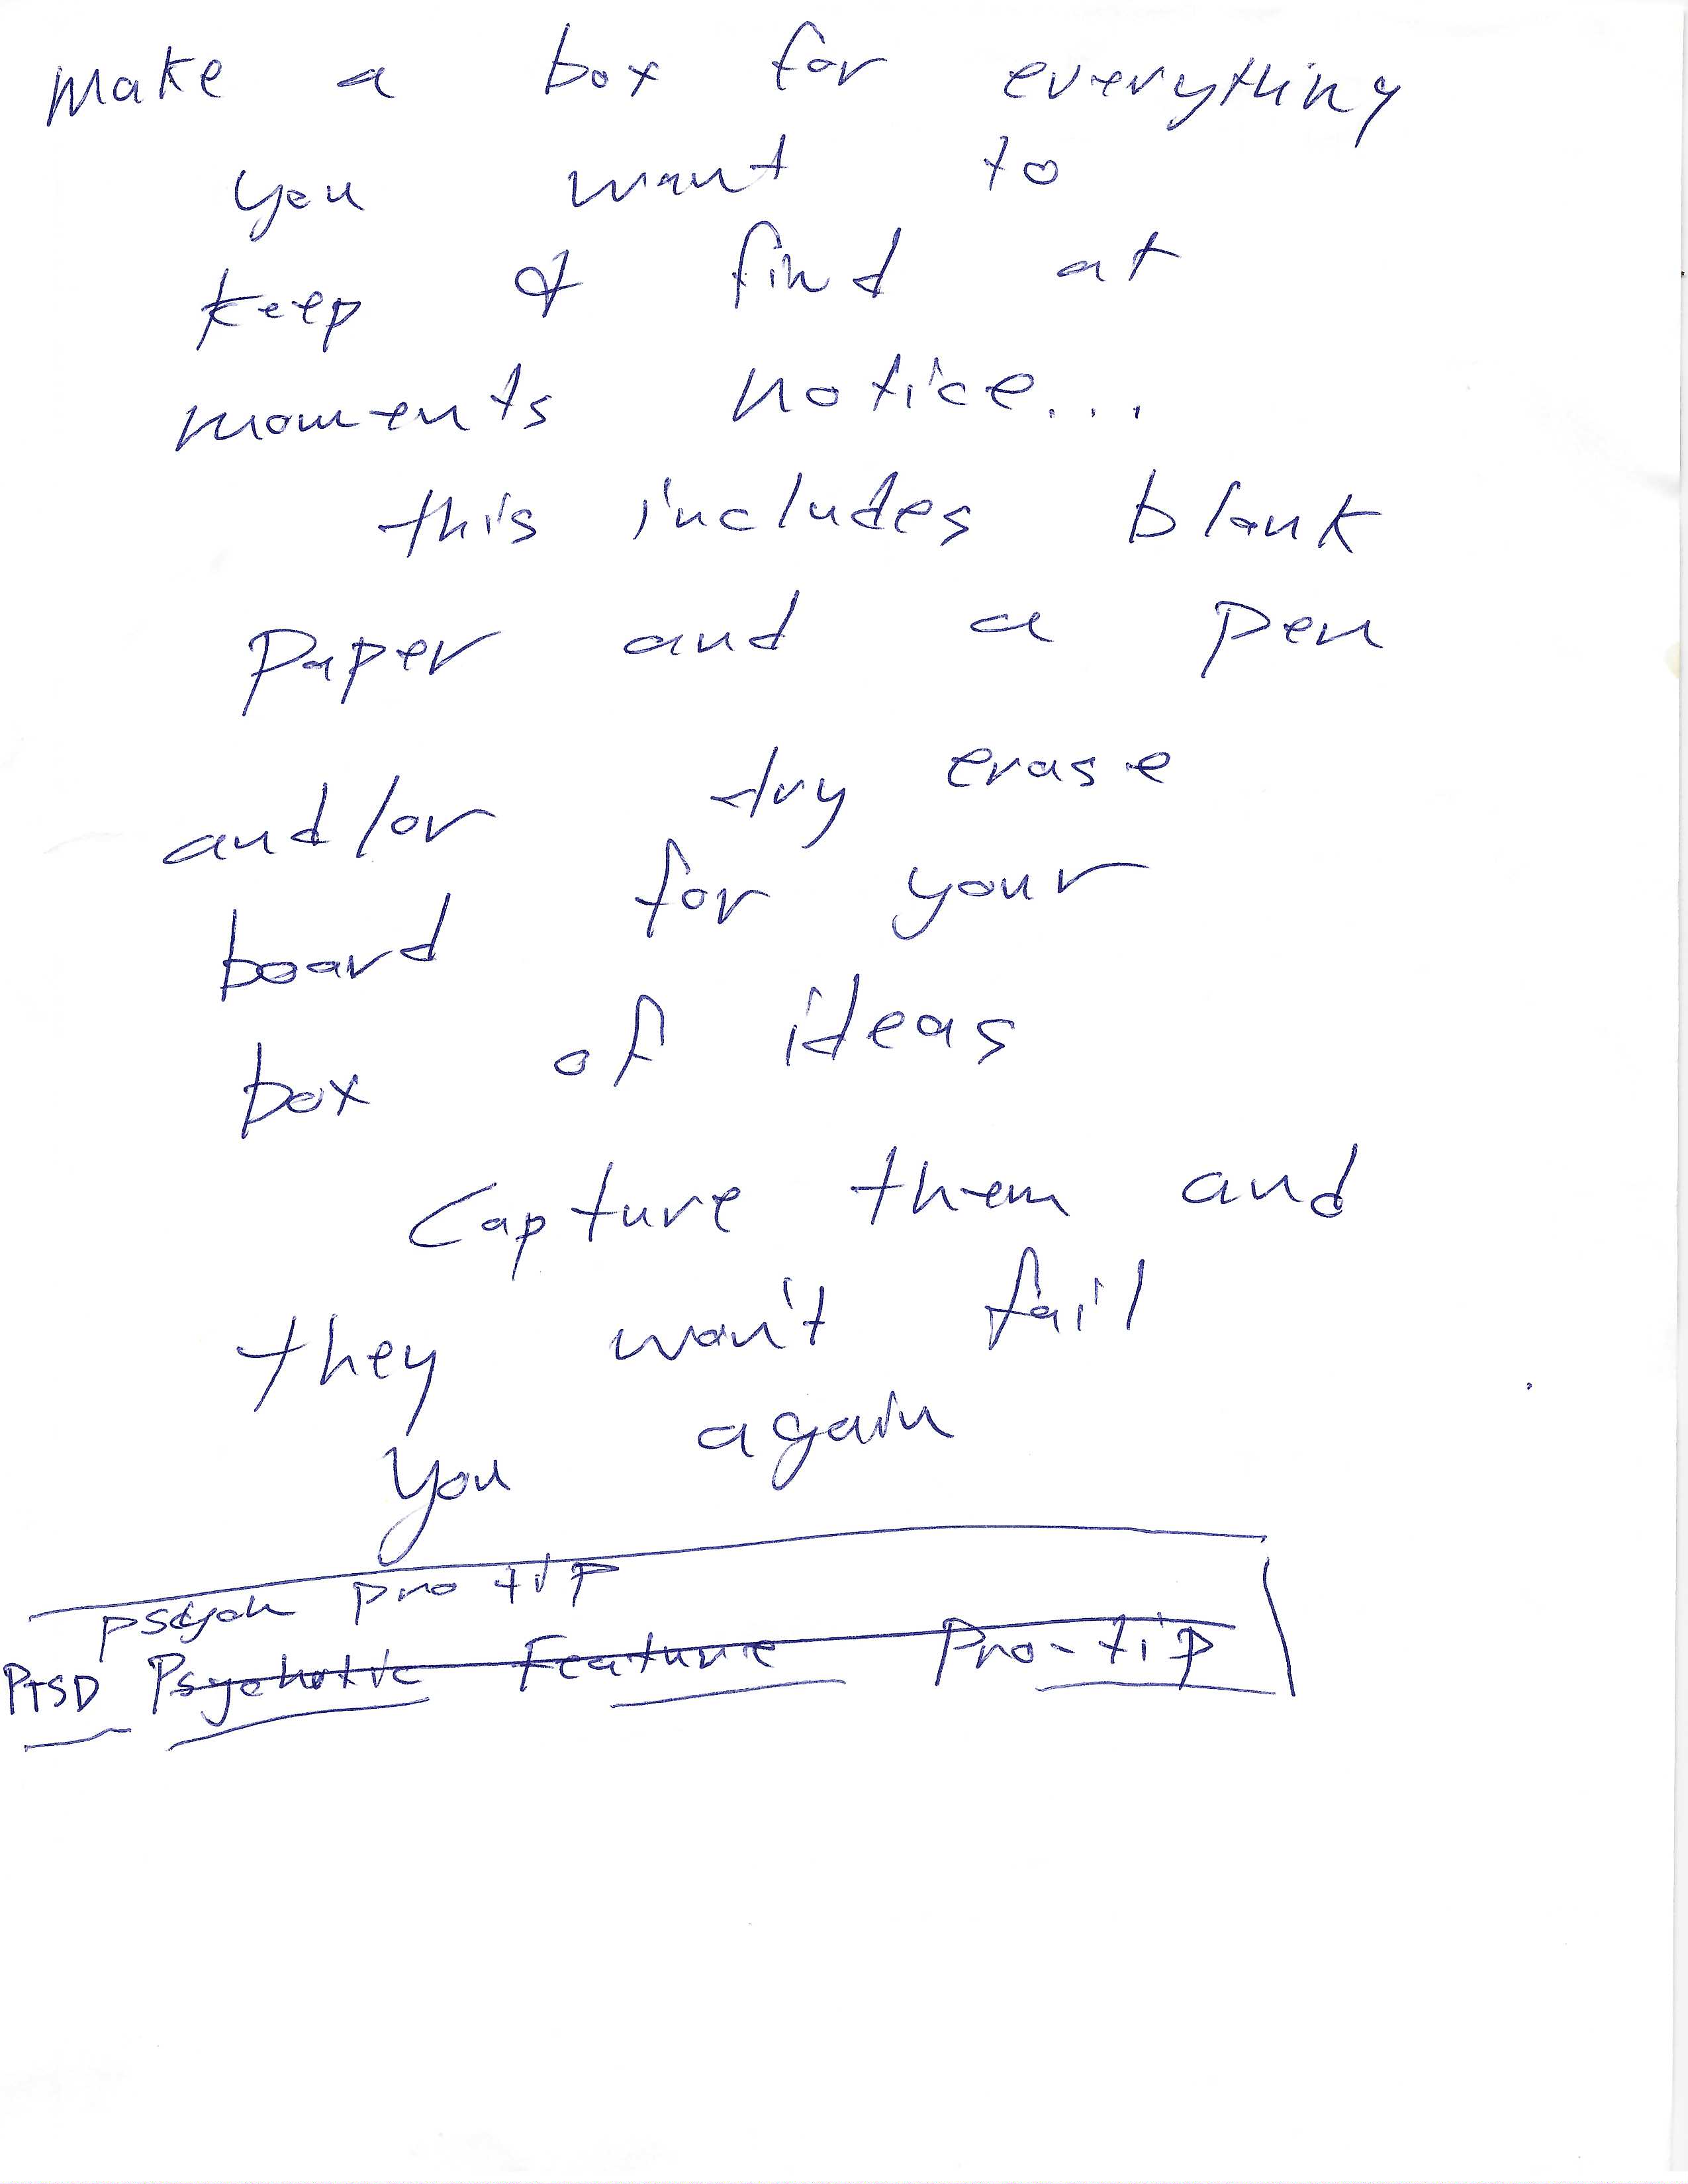 make a box for everything
you want to
keep & find at
moments notice...
this includes blank
paper and a pen
and/or dry erase
board for your
box of ideas
Capture them and
they won't fail
you again
psych pro tip
PTSD Psychotic Feature Pro-tip